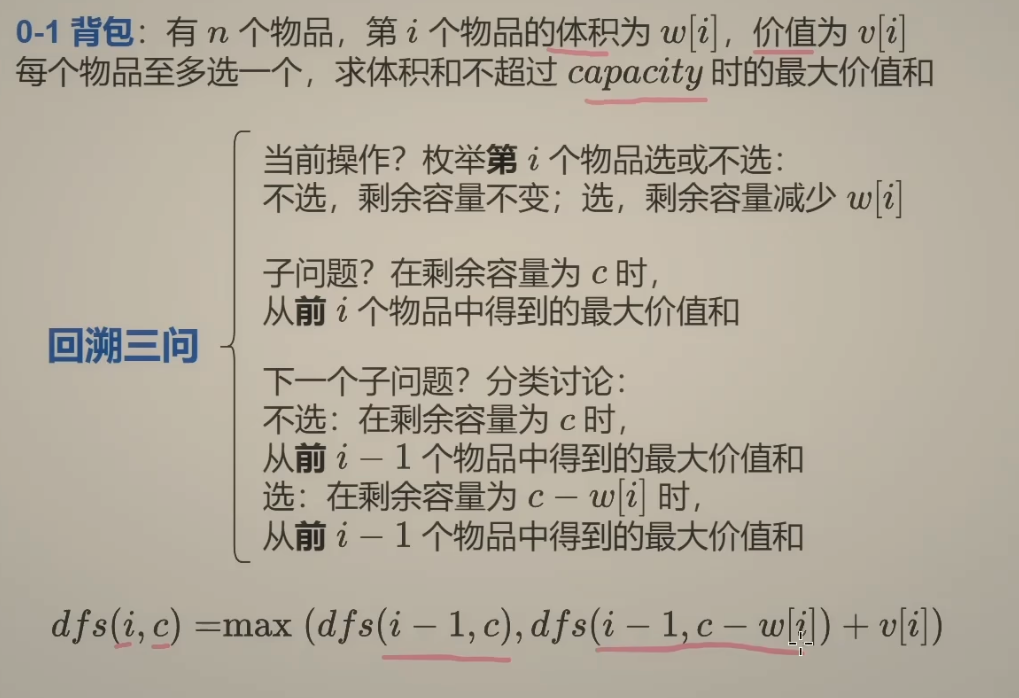 0-1 背包：有 n 个物品，第 i 个物品的体积为 w[i]，价值为 v[i]
每个物品至多选一个，求体积和不超过 capacity 时的最大价值和
当前操作？枚举第 i 个物品选或不选：
不选，剩余容量不变；选，剩余容量减少 w[i]
子问题？在剩余容量为 c 时，
从前 i 个物品中得到的最大价值和
回溯三问
下一个子问题？分类讨论：
不选：在剩余容量为 c 时，
从前 i − 1 个物品中得到的最大价值和
选：在剩余容量为 c − w[i] 时，
从前 i − 1 个物品中得到的最大价值和
dfs(i, c) =max (dfs(i − 1, c), dfs(i − 1, c − w[i]) + v[i])